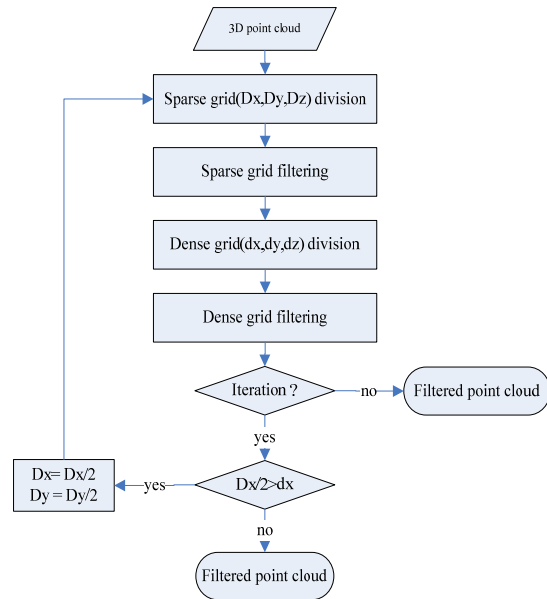 3D point cloud
Sparse grid(Dx,Dy,Dz) division
Sparse grid filtering
Dense grid(dx,dy,dz) division
Dense grid filtering
Iteration？
no
Filtered point cloud
yes
Dx/2>dx
yes
Dx= Dx/2
Dy = Dy/2
no
Filtered point cloud